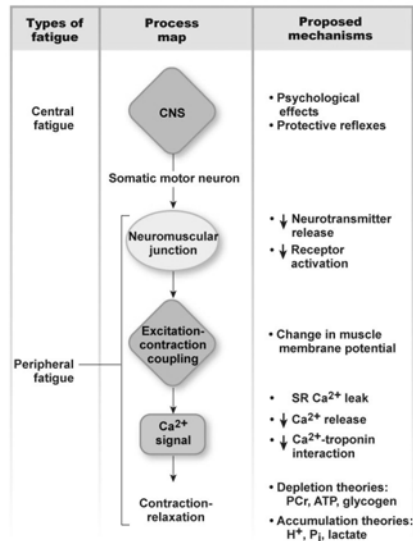 Types of
fatigue
Process
map
Proposed
mechanisms
Central
fatigue
CNS
• Psychological
effects
• Protective reflexes
Somatic motor neuron
Neuromuscular
junction
• ↓ Neurotransmitter
release
• ↓ Receptor
activation
Excitation-
contraction
coupling
• Change in muscle
membrane potential
Peripheral
fatigue
Ca2+
signal
• SR Ca2+ leak
• ↓ Ca2+ release
• ↓ Ca2+-troponin
interaction
Contraction-
relaxation
• Depletion theories:
PCr, ATP, glycogen
• Accumulation theories:
H+, Pi, lactate